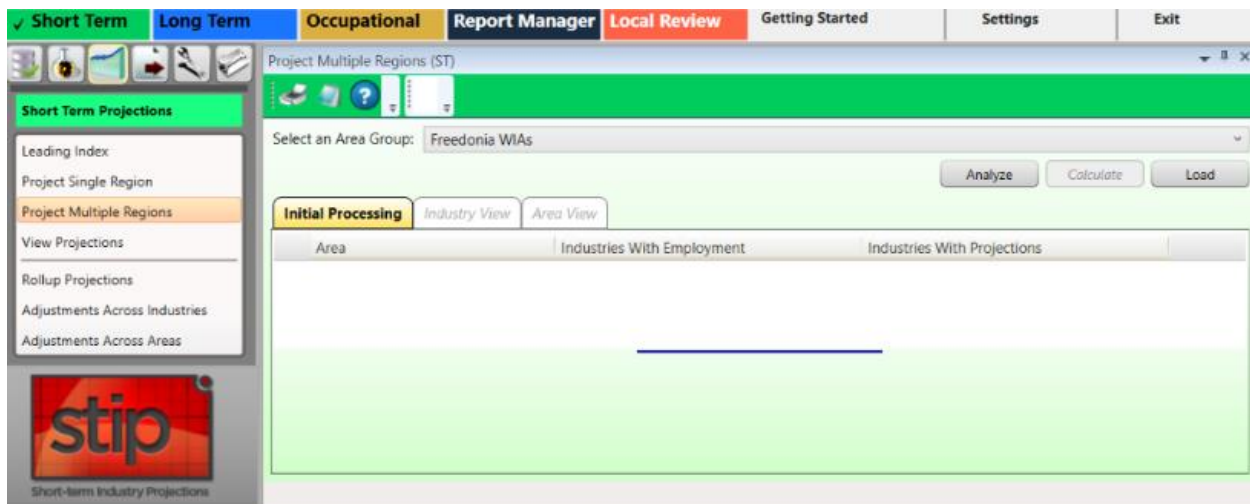 ✓ Short Term Long Term Occupational Report Manager Local Review Getting Started Settings Exit
Project Multiple Regions (ST)
Short Term Projections
Select an Area Group: Freedonia WIAs
Leading Index
Analyze Calculate Load
Project Single Region
Project Multiple Regions
Initial Processing Industry View Area View
View Projections
Area Industries With Employment Industries With Projections
Rollup Projections
Adjustments Across Industries
Adjustments Across Areas
stip
Short-term Industry Projections